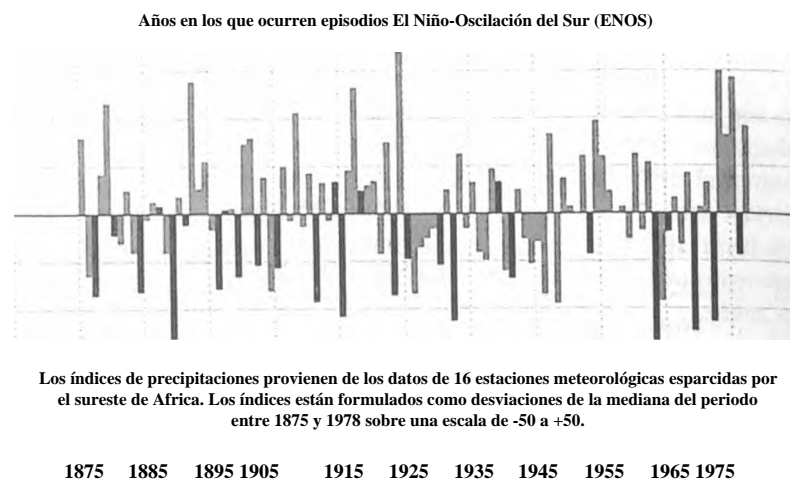 Años en los que ocurren episodios El Niño-Oscilación del Sur (ENOS)
Los índices de precipitaciones provienen de los datos de 16 estaciones meteorológicas esparcidas por
el sureste de Africa. Los índices están formulados como desviaciones de la mediana del periodo
entre 1875 y 1978 sobre una escala de -50 a +50.
1875 1885 1895 1905 1915 1925 1935 1945 1955 1965 1975